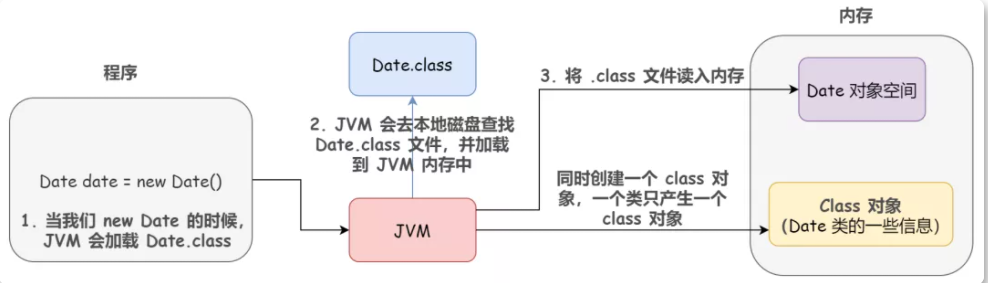 程序
Date date = new Date()
1. 当我们 new Date 的时候，
JVM 会加载 Date.class
Date.class
2. JVM 会去本地磁盘查找
Date.class 文件，并加载
到 JVM 内存中
JVM
3. 将 .class 文件读入内存
同时创建一个 class 对
象，一个类只产生一个
class 对象
内存
Date 对象空间
Class 对象
(Date 类的一些信息)